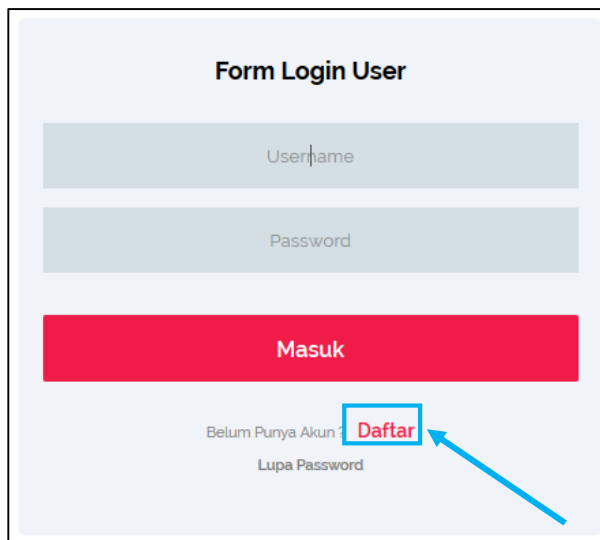 Form Login User
Username
Password
Masuk
Belum Punya Akun ? Daftar
Lupa Password